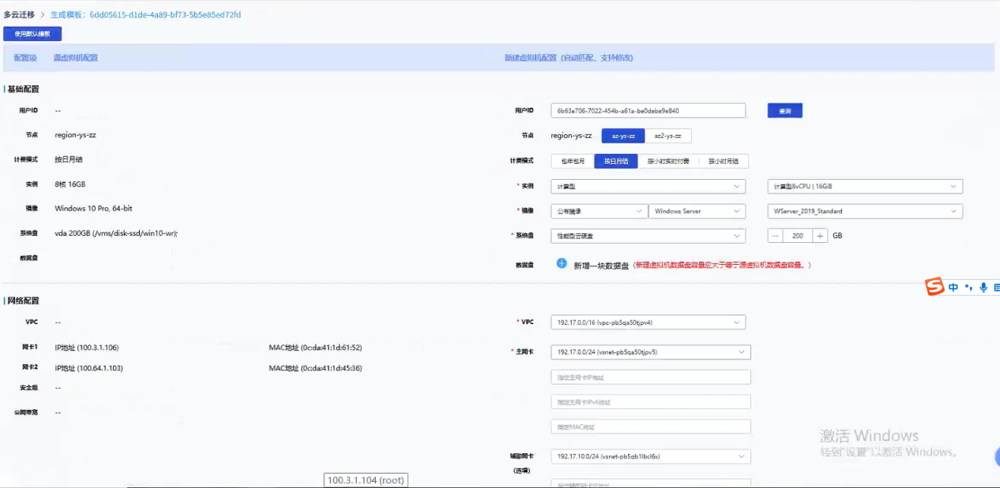 多云迁移 > 生成模板: 6dd05615-d1de-4a89-bf73-5b5e85ed72fd
使用默认模板
配置项 源虚拟机配置 新建虚拟机配置（自动匹配，支持修改）
基础配置
用户ID -- 用户ID 6b63e706-7022-454b-a61a-be0debe9e840 查询
节点 region-ys-zz 节点 region-ys-zz az-ys-zz az2-ys-zz
计费模式 按日月结 计费模式 包年包月 按日月结 按小时实时付费 按小时月结
实例 8核 16GB * 实例 计算型 计算型8vCPU | 16GiB
镜像 Windows 10 Pro, 64-bit * 镜像 公有镜像 Windows Server WServer_2019_Standard
系统盘 vda 200GB (/vms/disk-ssd/win10-wr); * 系统盘 性能型云硬盘 — 200 + GB
数据盘 数据盘 新增一块数据盘（新建虚拟机数据盘容量应大于等于源虚拟机数据盘容量。）
中
网络配置
VPC -- * VPC 192.17.0.0/16 (vpc-pb5qa50tjpv4)
网卡1 IP地址 (100.3.1.106) MAC地址 (0c:da:41:1d:61:52) * 主网卡 192.17.0.0/24 (vsnet-pb5qa50tjpv5)
网卡2 IP地址 (100.64.1.103) MAC地址 (0c:da:41:1d:45:36)
指定主网卡IP地址
安全组 --
指定主网卡IPv6地址
公网带宽 --
指定MAC地址
激活 Windows
转到"设置"以激活 Windows。
辅助网卡 192.17.10.0/24 (vsnet-pb5qb1lbcl6x)
(选填)
100.3.1.104 (root)